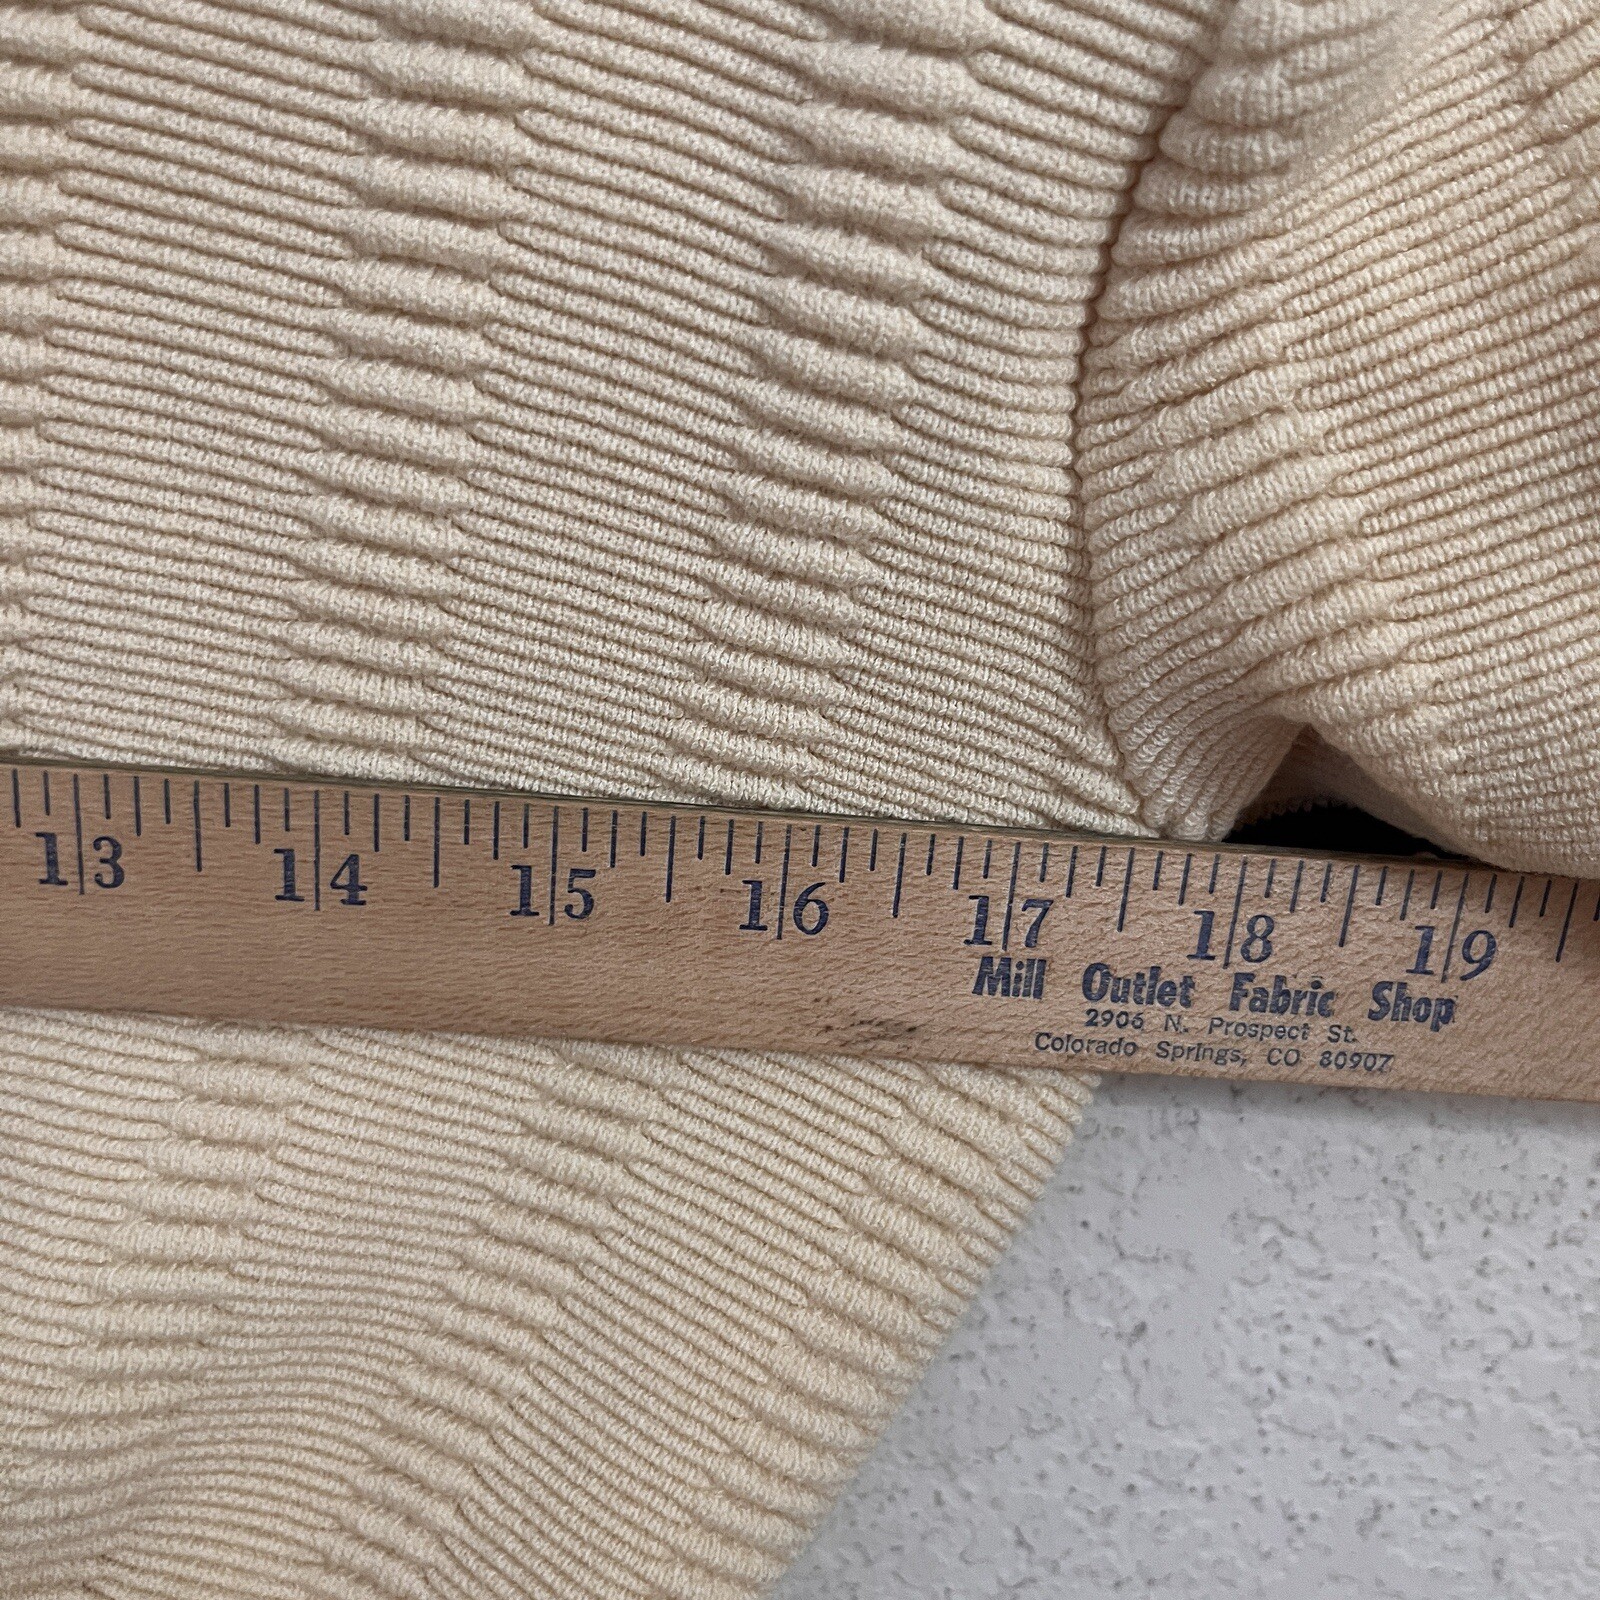 13 14 15 16 17 18 19
Mill Outlet Fabric Shop
2906 N. Prospect St.
Colorado Springs, CO 80907